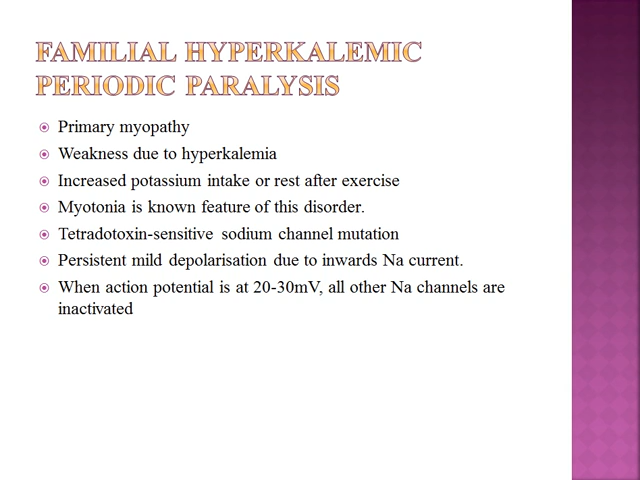 FAMILIAL HYPERKALEMIC
PERIODIC PARALYSIS
Primary myopathy
Weakness due to hyperkalemia
Increased potassium intake or rest after exercise
Myotonia is known feature of this disorder.
Tetradotoxin-sensitive sodium channel mutation
Persistent mild depolarisation due to inwards Na current.
When action potential is at 20-30mV, all other Na channels are
inactivated